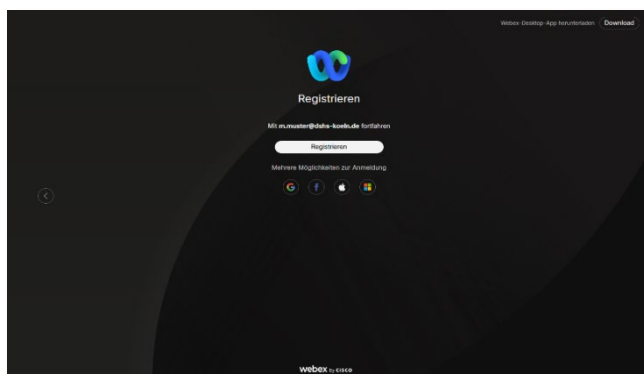 Webex-Desktop-App herunterladen Download
Registrieren
Mit m.muster@dshs-koeln.de fortfahren
Registrieren
Mehrere Möglichkeiten zur Anmeldung
webex by CISCO